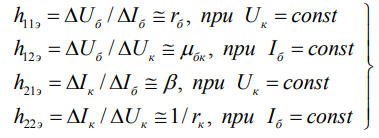 h₁₁э = ΔUб / ΔIб ≅ rб, при Uк = const
h₁₂э = ΔUб / ΔUк ≅ μбк, при Iб = const
h₂₁э = ΔIк / ΔIб ≅ β, при Uк = const
h₂₂э = ΔIк / ΔUк ≅ 1/ rк, при Iб = const